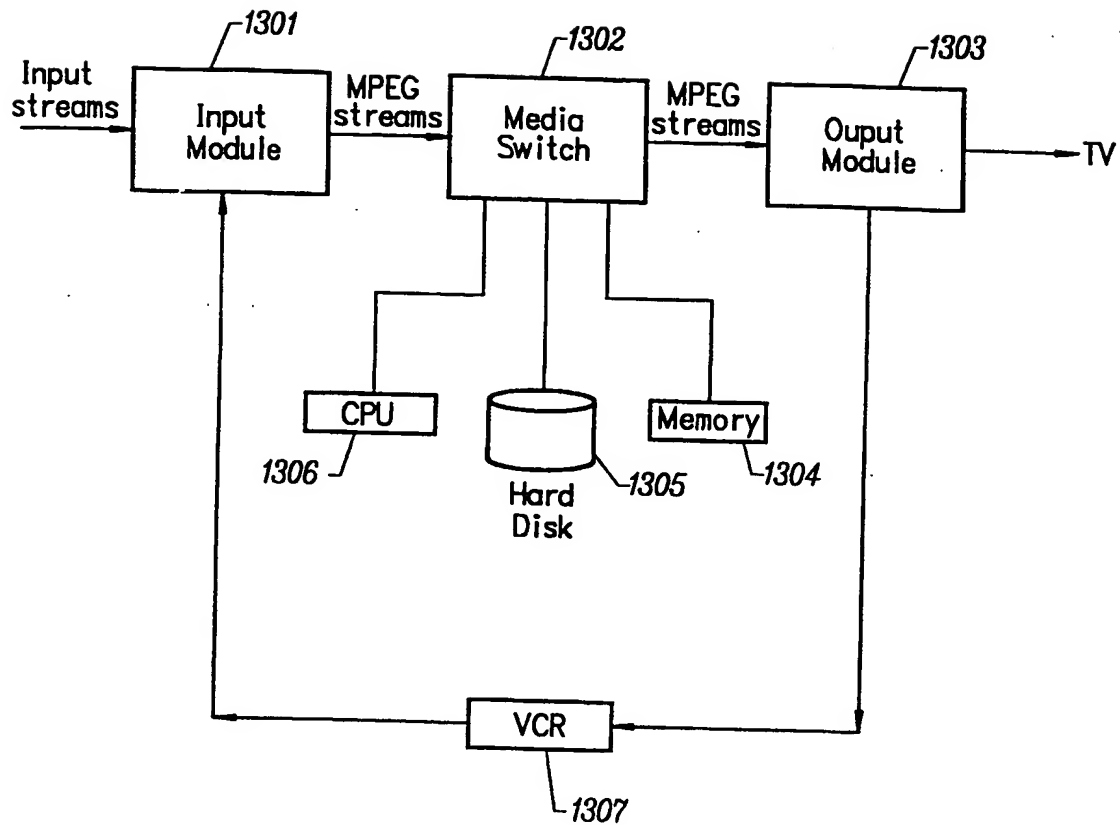 1301
1302
1303
Input
streams
Input
Module
MPEG
streams
Media
Switch
MPEG
streams
Ouput
Module
TV
CPU
1306
1305
Hard
Disk
Memory
1304
VCR
1307